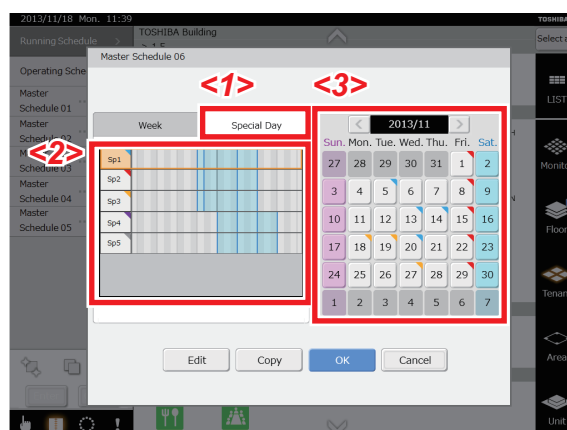 2013/11/18 Mon. 11:39
TOSHIBA
Running Schedule >
TOSHIBA Building
> 1F
Select a
Operating Sche
Master Schedule 06
Master
Schedule 01
Master
Schedule 02
Schedule 03
Master
Schedule 04
Master
Schedule 05
<1>
<2>
<3>
Week
Special Day
Sp1
Sp2
Sp3
Sp4
Sp5
< 2013/11 >
Sun. Mon. Tue. Wed. Thu. Fri. Sat.
27 28 29 30 31 1 2
3 4 5 6 7 8 9
10 11 12 13 14 15 16
17 18 19 20 21 22 23
24 25 26 27 28 29 30
1 2 3 4 5 6 7
Edit
Copy
OK
Cancel
LIST
Monito
Floor
Tenan
Area
Unit